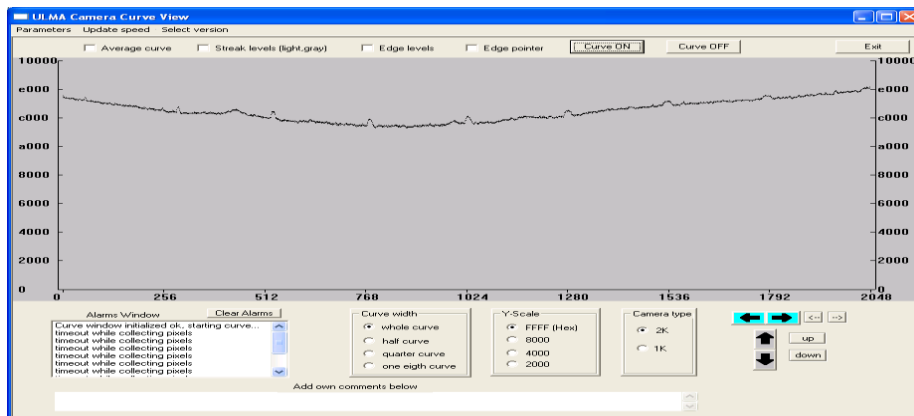 ULMA Camera Curve View
Parameters Update speed Select version
Average curve Streak levels (light,gray) Edge levels Edge pointer Curve ON Curve OFF Exit
10000 10000
e000 e000
c000 c000
a000 a000
8000 8000
6000 6000
4000 4000
2000 2000
0 0
0 256 512 768 1024 1280 1536 1792 2048
Alarms Window Clear Alarms
Curve window initialized ok, starting curve...
timeout while collecting pixels
timeout while collecting pixels
timeout while collecting pixels
timeout while collecting pixels
timeout while collecting pixels
Curve width
whole curve
half curve
quarter curve
one eigth curve
Y-Scale
FFFF (Hex)
8000
4000
2000
Camera type
2K
1K
<-- -->
up
down
Add own comments below